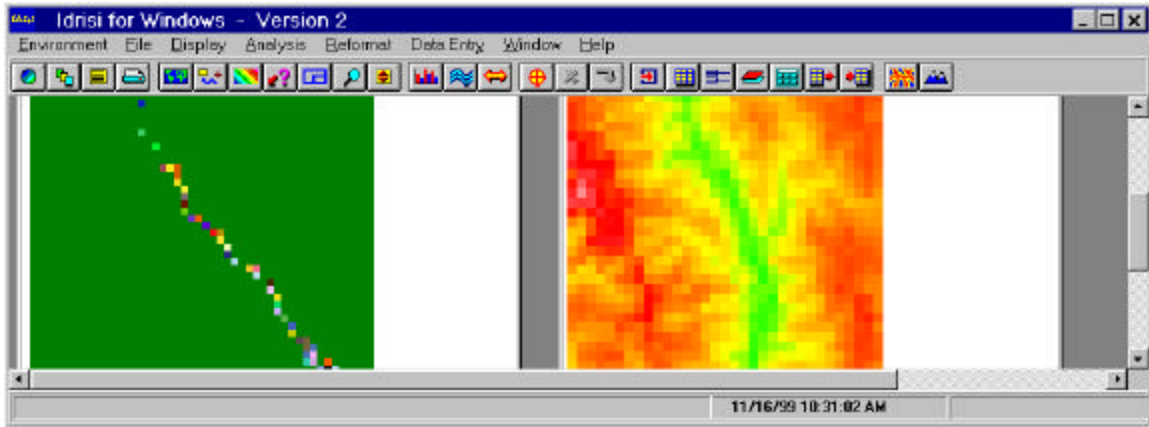 Idrisi for Windows - Version 2
Environment File Display Analysis Reformat Data Entry Window Help
11/16/99 10:31:02 AM